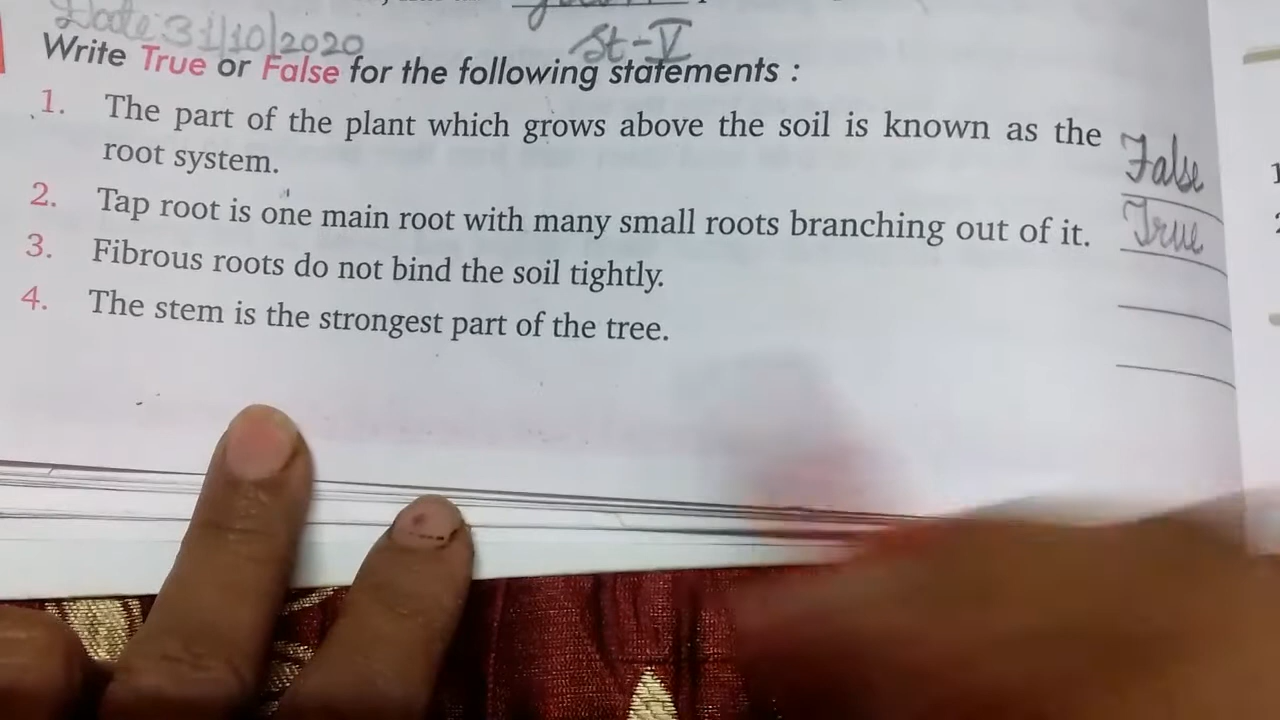 Date 31/10/2020
St-V
Write True or False for the following statements :
1. The part of the plant which grows above the soil is known as the
root system.
False
2. Tap root is one main root with many small roots branching out of it.
True
3. Fibrous roots do not bind the soil tightly.
4. The stem is the strongest part of the tree.